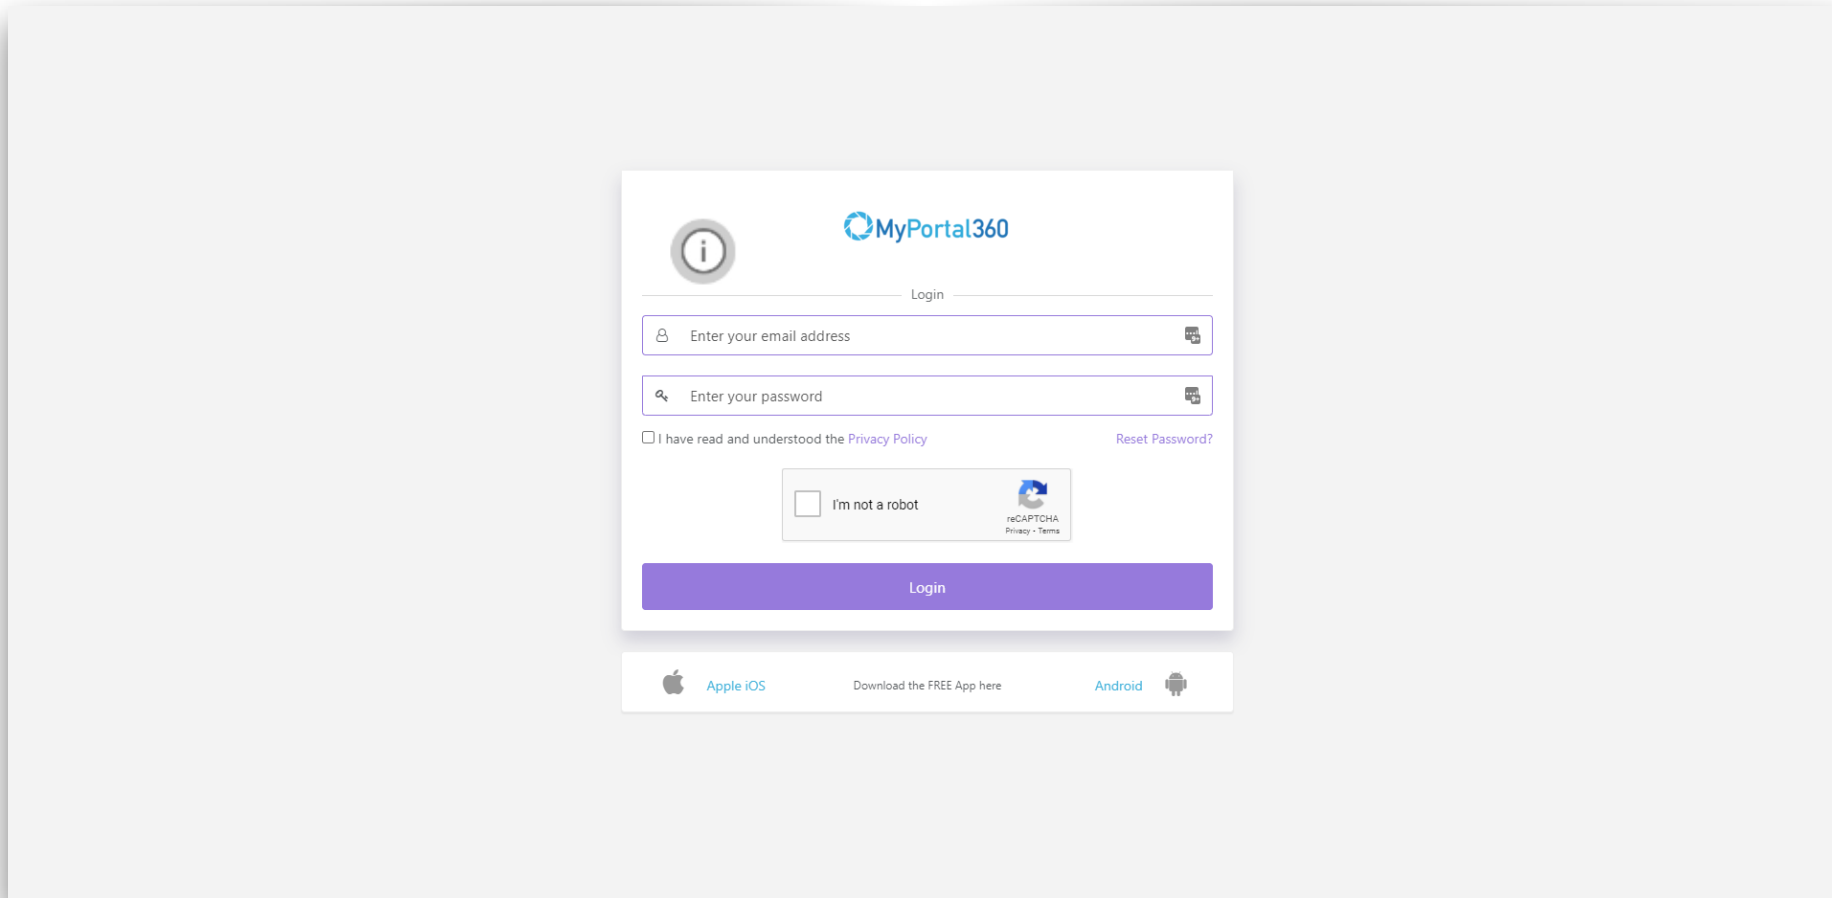 MyPortal360
Login
Enter your email address
Enter your password
I have read and understood the Privacy Policy
Reset Password?
I'm not a robot
reCAPTCHA
Privacy - Terms
Login
Apple iOS
Download the FREE App here
Android